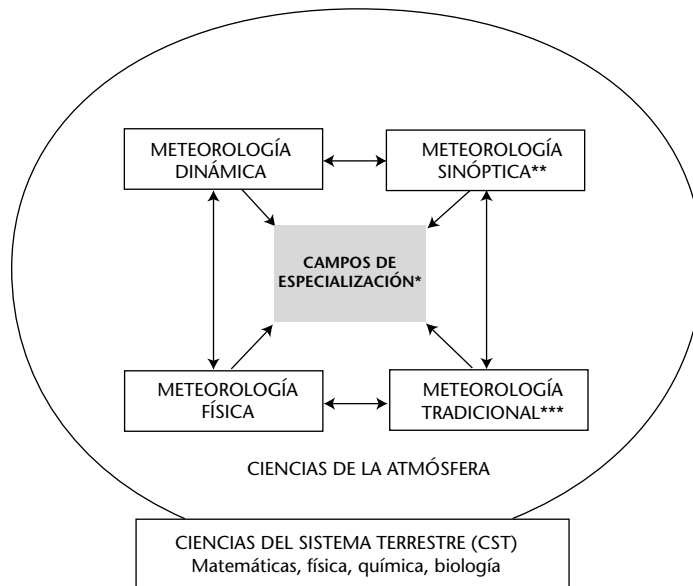 METEOROLOGÍA
DINÁMICA
METEOROLOGÍA
SINÓPTICA**
CAMPOS DE
ESPECIALIZACIÓN*
METEOROLOGÍA
FÍSICA
METEOROLOGÍA
TRADICIONAL***
CIENCIAS DE LA ATMÓSFERA
CIENCIAS DEL SISTEMA TERRESTRE (CST)
Matemáticas, física, química, biología